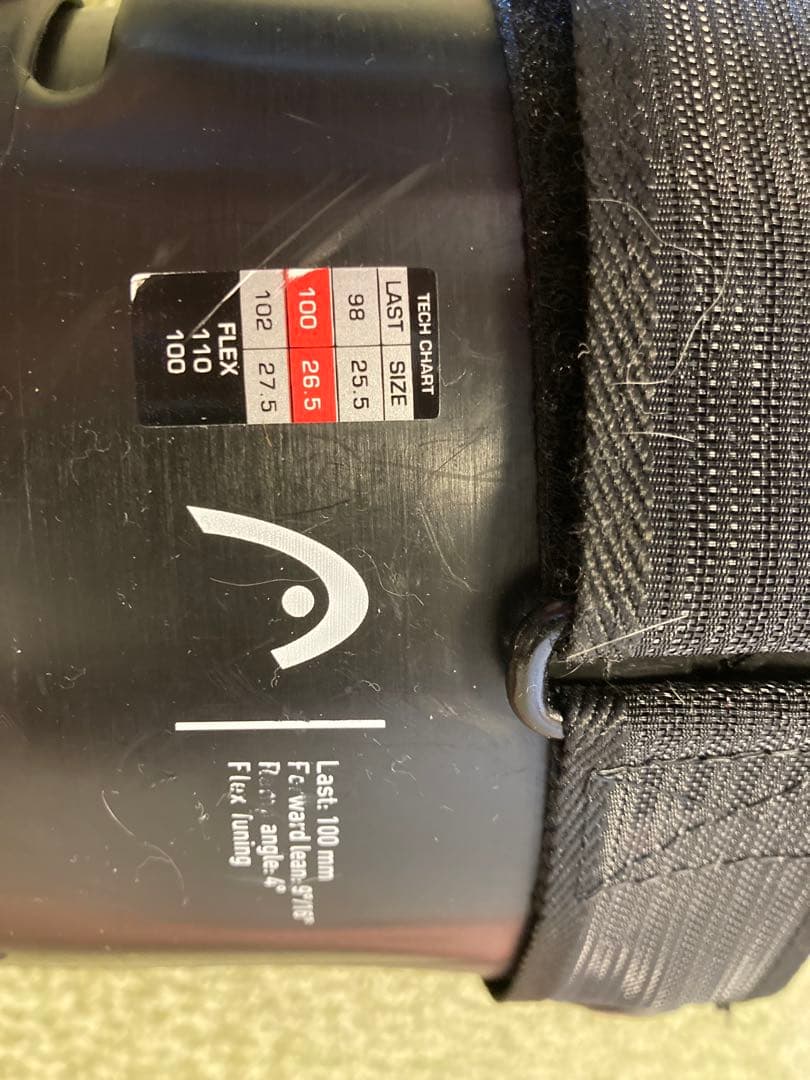 TECH CHART
LAST SIZE
98 25.5
100 26.5
102 27.5
FLEX
110
100
Last: 100 mm
Forward lean:
angle: 4°
Flex Tuning